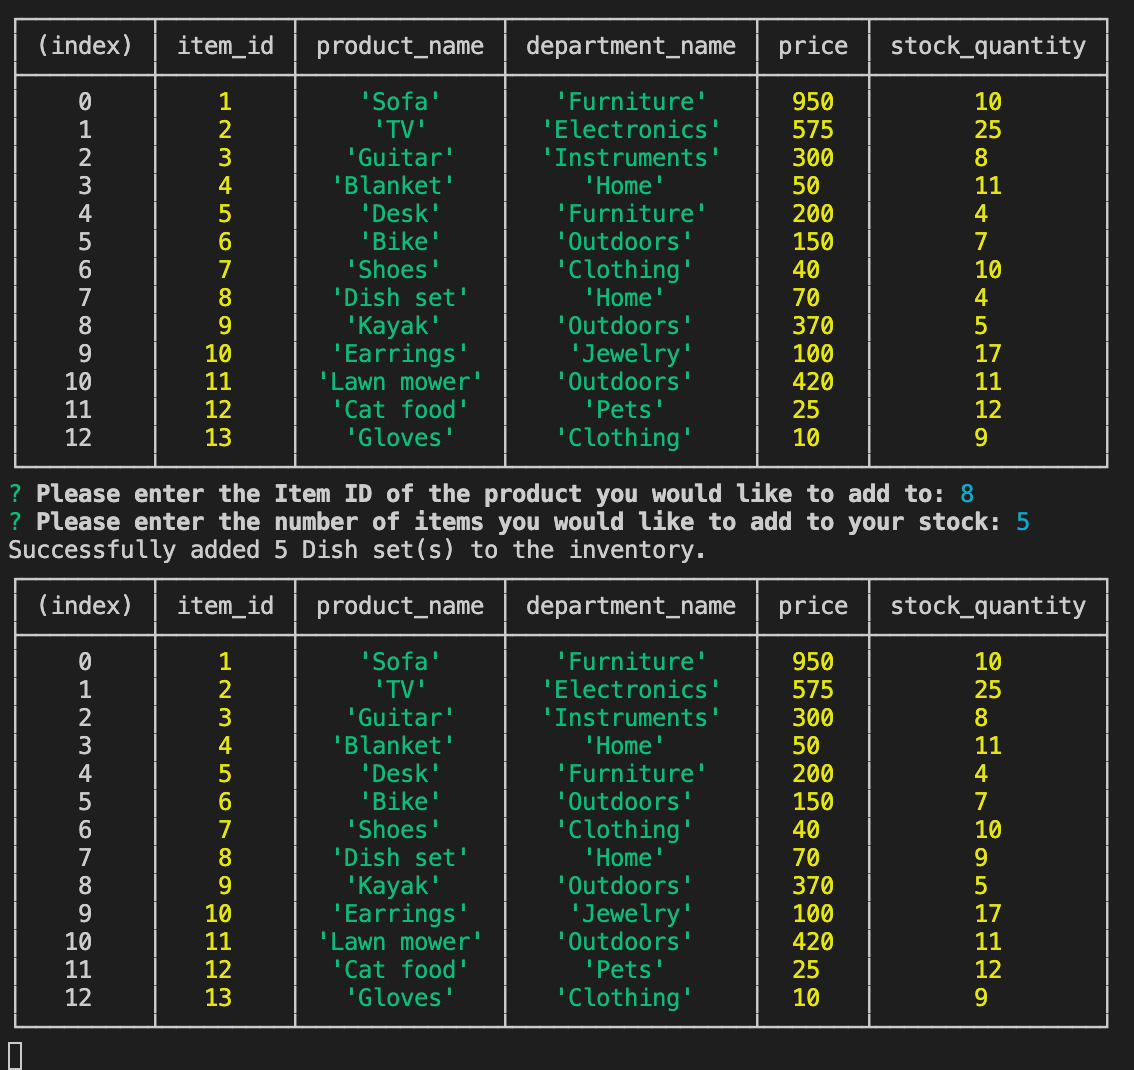 (index) item_id product_name department_name price stock_quantity
0 1 'Sofa' 'Furniture' 950 10
1 2 'TV' 'Electronics' 575 25
2 3 'Guitar' 'Instruments' 300 8
3 4 'Blanket' 'Home' 50 11
4 5 'Desk' 'Furniture' 200 4
5 6 'Bike' 'Outdoors' 150 7
6 7 'Shoes' 'Clothing' 40 10
7 8 'Dish set' 'Home' 70 4
8 9 'Kayak' 'Outdoors' 370 5
9 10 'Earrings' 'Jewelry' 100 17
10 11 'Lawn mower' 'Outdoors' 420 11
11 12 'Cat food' 'Pets' 25 12
12 13 'Gloves' 'Clothing' 10 9
? Please enter the Item ID of the product you would like to add to: 8
? Please enter the number of items you would like to add to your stock: 5
Successfully added 5 Dish set(s) to the inventory.
(index) item_id product_name department_name price stock_quantity
0 1 'Sofa' 'Furniture' 950 10
1 2 'TV' 'Electronics' 575 25
2 3 'Guitar' 'Instruments' 300 8
3 4 'Blanket' 'Home' 50 11
4 5 'Desk' 'Furniture' 200 4
5 6 'Bike' 'Outdoors' 150 7
6 7 'Shoes' 'Clothing' 40 10
7 8 'Dish set' 'Home' 70 9
8 9 'Kayak' 'Outdoors' 370 5
9 10 'Earrings' 'Jewelry' 100 17
10 11 'Lawn mower' 'Outdoors' 420 11
11 12 'Cat food' 'Pets' 25 12
12 13 'Gloves' 'Clothing' 10 9